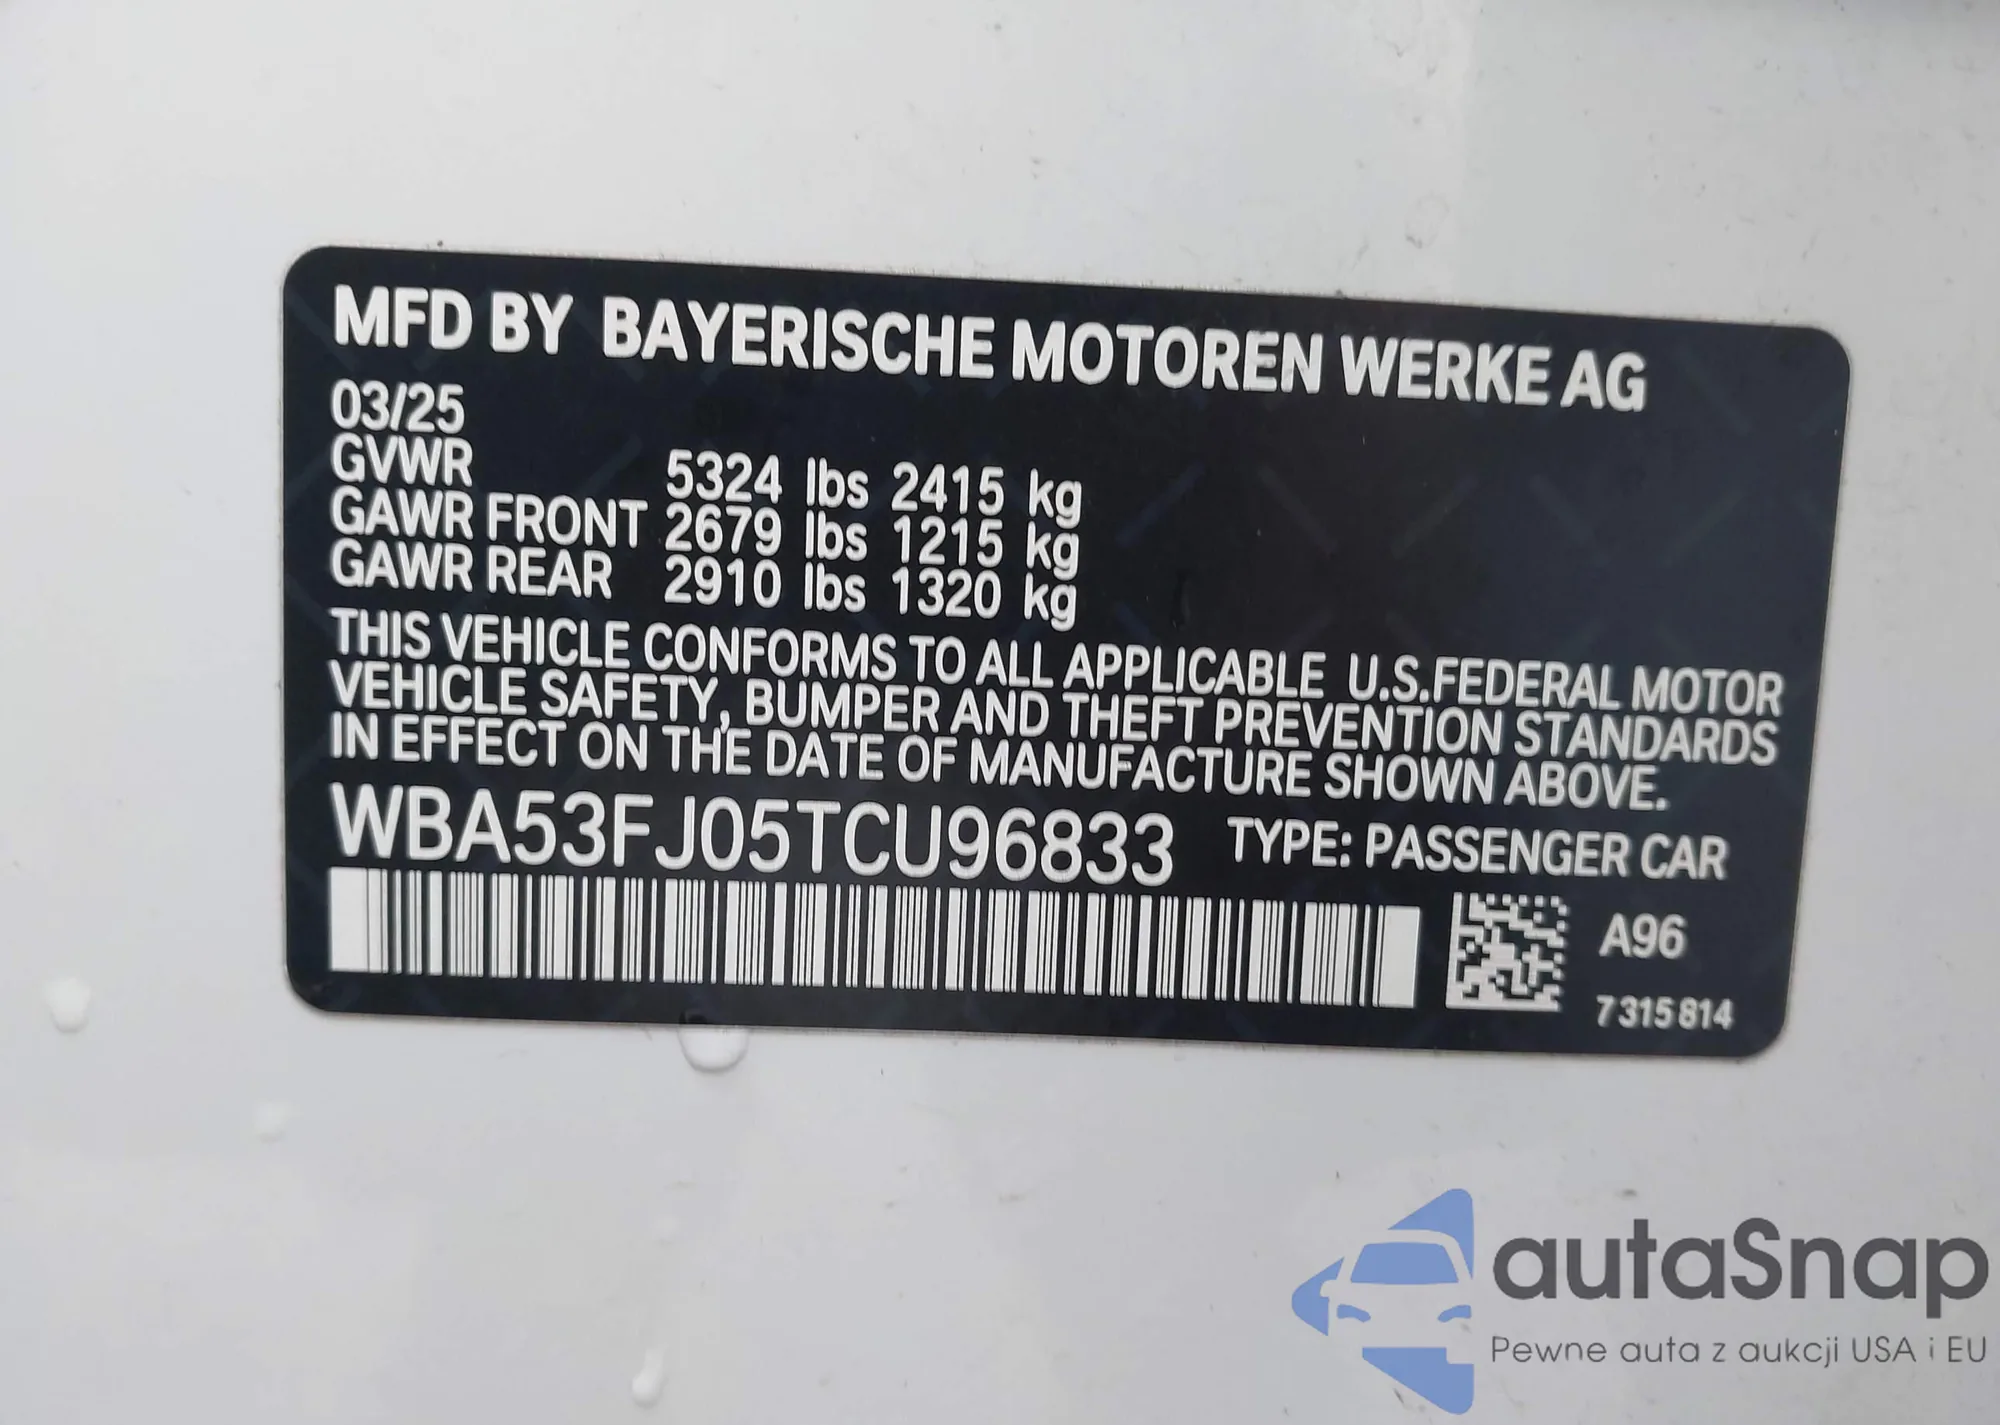 MFD BY BAYERISCHE MOTOREN WERKE AG
03/25
GVWR 5324 lbs 2415 kg
GAWR FRONT 2679 lbs 1215 kg
GAWR REAR 2910 lbs 1320 kg
THIS VEHICLE CONFORMS TO ALL APPLICABLE U.S.FEDERAL MOTOR
VEHICLE SAFETY, BUMPER AND THEFT PREVENTION STANDARDS
IN EFFECT ON THE DATE OF MANUFACTURE SHOWN ABOVE.
WBA53FJ05TCU96833 TYPE: PASSENGER CAR
A96
7 315 814
autaSnap
Pewne auta z aukcji USA i EU